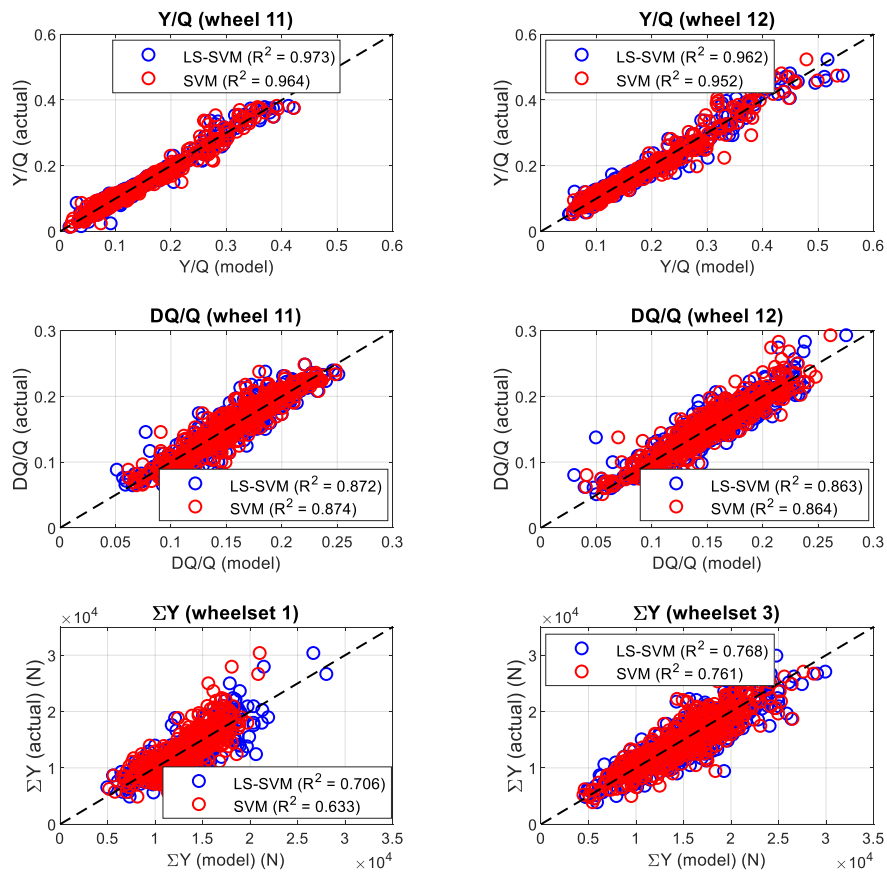 Y/Q (wheel 11)
LS-SVM (R² = 0.973)
SVM (R² = 0.964)
Y/Q (actual)
0.6
0.4
0.2
0
0 0.1 0.2 0.3 0.4 0.5 0.6
Y/Q (model)
Y/Q (wheel 12)
LS-SVM (R² = 0.962)
SVM (R² = 0.952)
Y/Q (actual)
0.6
0.4
0.2
0
0 0.1 0.2 0.3 0.4 0.5 0.6
Y/Q (model)
DQ/Q (wheel 11)
DQ/Q (actual)
0.3
0.2
0.1
0
LS-SVM (R² = 0.872)
SVM (R² = 0.874)
0 0.05 0.1 0.15 0.2 0.25 0.3
DQ/Q (model)
DQ/Q (wheel 12)
DQ/Q (actual)
0.3
0.2
0.1
0
LS-SVM (R² = 0.863)
SVM (R² = 0.864)
0 0.05 0.1 0.15 0.2 0.25 0.3
DQ/Q (model)
ΣY (wheelset 1)
×10⁴
ΣY (actual) (N)
3
2
1
0
LS-SVM (R² = 0.706)
SVM (R² = 0.633)
0 0.5 1 1.5 2 2.5 3 3.5
×10⁴
ΣY (model) (N)
ΣY (wheelset 3)
×10⁴
LS-SVM (R² = 0.768)
SVM (R² = 0.761)
ΣY (actual) (N)
3
2
1
0
0 0.5 1 1.5 2 2.5 3 3.5
×10⁴
ΣY (model) (N)